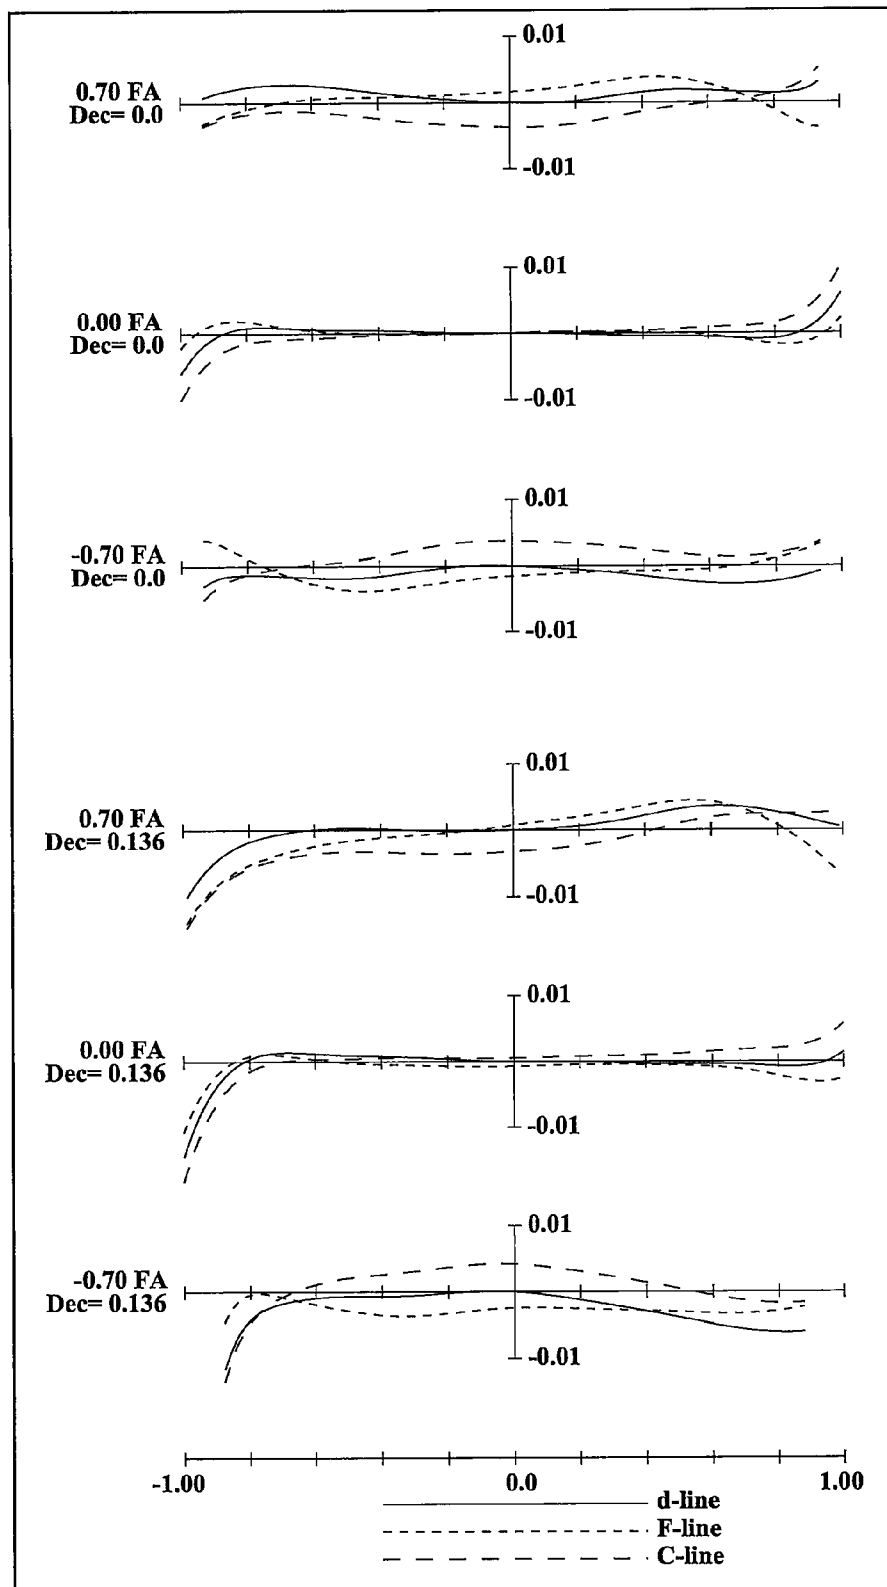 0.01
0.70 FA
Dec= 0.0
-0.01
0.01
0.00 FA
Dec= 0.0
-0.01
0.01
-0.70 FA
Dec= 0.0
-0.01
0.01
0.70 FA
Dec= 0.136
-0.01
0.01
0.00 FA
Dec= 0.136
-0.01
0.01
-0.70 FA
Dec= 0.136
-0.01
-1.00 0.0 1.00
d-line
F-line
C-line